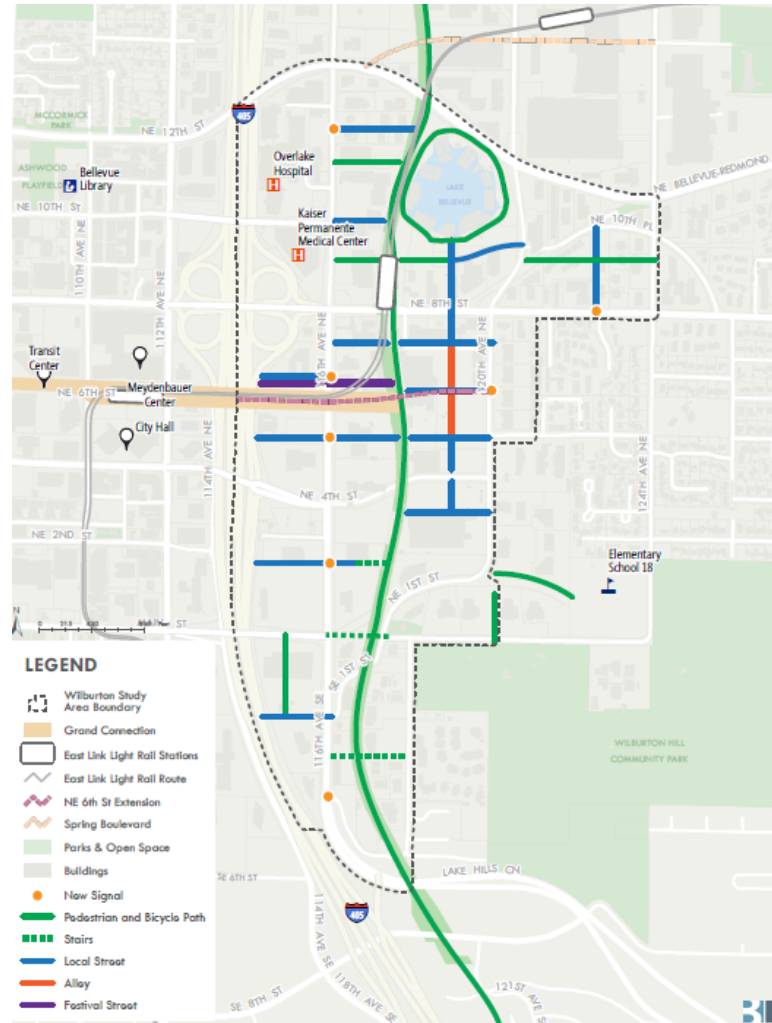 MCCORMICK
PARK
NE 12TH ST
405
ASHWOOD
PLAYFIELD
Bellevue
Library
Overlake
Hospital
H
LAKE
BELLEVUE
NE BELLEVUE-REDMOND
NE 10TH ST
NE 10TH PL
Kaiser
Permanente
Medical Center
H
110TH AVE NE
112TH AVE NE
NE 8TH ST
116TH AVE NE
120TH AVE NE
Transit
Center
NE 6TH ST
Meydenbauer
Center
City Hall
114TH AVE NE
124TH AVE NE
NE 4TH ST
NE 2ND ST
Elementary
School 18
NE 1ST ST
N
0
ST
SE 1ST ST
116TH AVE SE
WILBURTON HILL
COMMUNITY PARK
LEGEND
Wilburton Study
Area Boundary
Grand Connection
East Link Light Rail Stations
East Link Light Rail Route
NE 6th St Extension
Spring Boulevard
Parks & Open Space
Buildings
New Signal
Pedestrian and Bicycle Path
Stairs
Local Street
Alley
Festival Street
SE 6TH ST
LAKE HILLS CN
405
114TH AVE SE
118TH AVE SE
SE 8TH ST
121ST AVE S